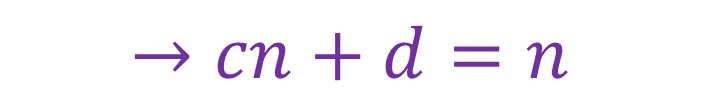 → cn + d = n